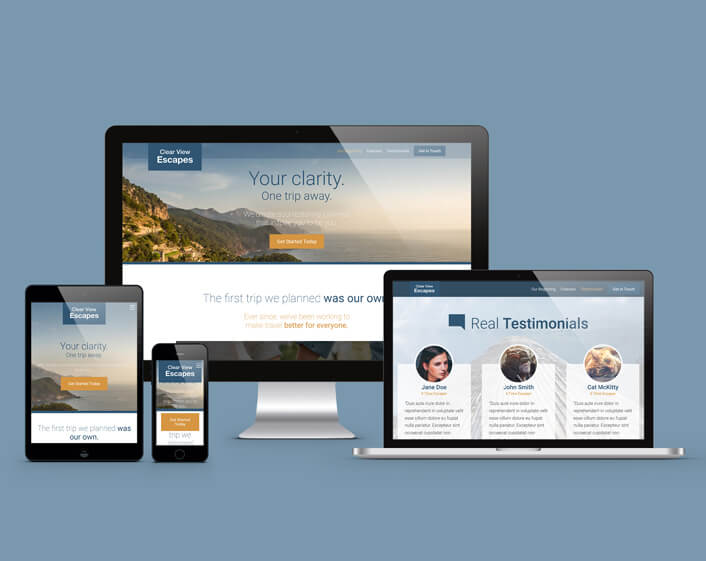 Clear View
Escapes
Our Beginning Features Testimonials Get in Touch
Your clarity.
One trip away.
Get Started Today
The first trip we planned was our own.
Ever since, we've been working to
make travel better for everyone.
Clear View
Escapes
Your clarity.
One trip away.
Get Started Today
The first trip we planned was
our own.
Clear View
Escapes
Get Started
Today
trip we
Clear View
Escapes
Our Beginning Features Testimonials Get in Touch
Real Testimonials
Jane Doe
John Smith
Cat McKitty
"Duis aute irure dolor in
reprehenderit in voluptate velit
esse cillum dolore eu fugiat
nulla pariatur. Excepteur sint
occaecat cupidatat non
"Duis aute irure dolor in
reprehenderit in voluptate velit
esse cillum dolore eu fugiat
nulla pariatur. Excepteur sint
occaecat cupidatat non
"Duis aute irure dolor in
reprehenderit in voluptate velit
esse cillum dolore eu fugiat
nulla pariatur. Excepteur sint
occaecat cupidatat non